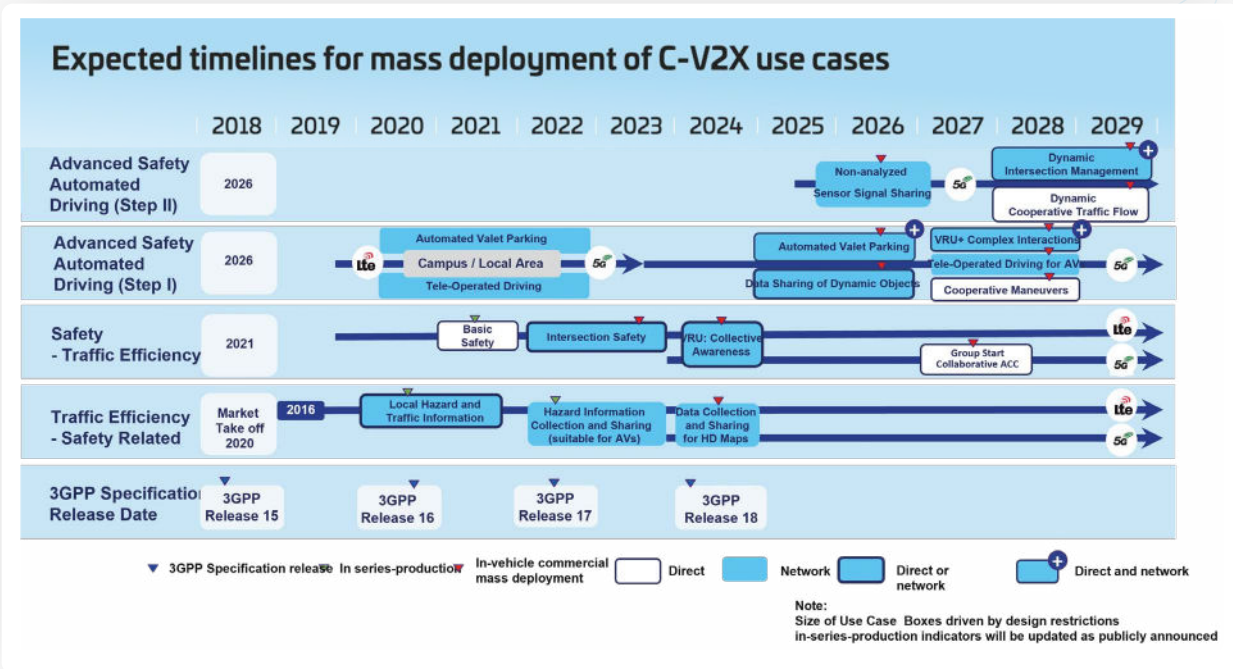 Expected timelines for mass deployment of C-V2X use cases
2018 2019 2020 2021 2022 2023 2024 2025 2026 2027 2028 2029
Advanced Safety
Automated
Driving (Step II)
2026
Non-analyzed
Sensor Signal Sharing
5G
Dynamic
Intersection Management
+
Dynamic
Cooperative Traffic Flow
Advanced Safety
Automated
Driving (Step I)
2026
lte
Automated Valet Parking
Campus / Local Area
Tele-Operated Driving
5G
Automated Valet Parking
+
Data Sharing of Dynamic Objects
VRU+ Complex Interactions
+
Tele-Operated Driving for AV
Cooperative Maneuvers
5G
Safety
- Traffic Efficiency
2021
Basic
Safety
Intersection Safety
VRU: Collective
Awareness
Group Start
Collaborative ACC
lte
5G
Traffic Efficiency
- Safety Related
Market
Take off
2020
2016
Local Hazard and
Traffic Information
Hazard Information
Collection and Sharing
(suitable for AVs)
Data Collection
and Sharing
for HD Maps
lte
5G
3GPP Specification
Release Date
3GPP
Release 15
3GPP
Release 16
3GPP
Release 17
3GPP
Release 18
3GPP Specification release
In series-production
In-vehicle commercial
mass deployment
Direct
Network
Direct or
network
+
Direct and network
Note:
Size of Use Case Boxes driven by design restrictions
in-series-production indicators will be updated as publicly announced